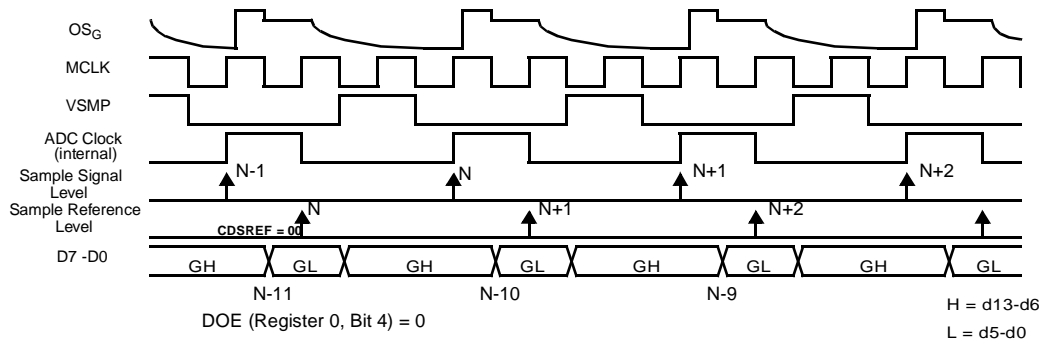 OSG
MCLK
VSMP
ADC Clock
(internal)
Sample Signal
Level
N-1
N
N+1
N+2
Sample Reference
Level
CDSREF = 00
N
N+1
N+2
D7 -D0
GH
GL
GH
GL
GH
GL
GH
GL
N-11
N-10
N-9
DOE (Register 0, Bit 4) = 0
H = d13-d6
L = d5-d0